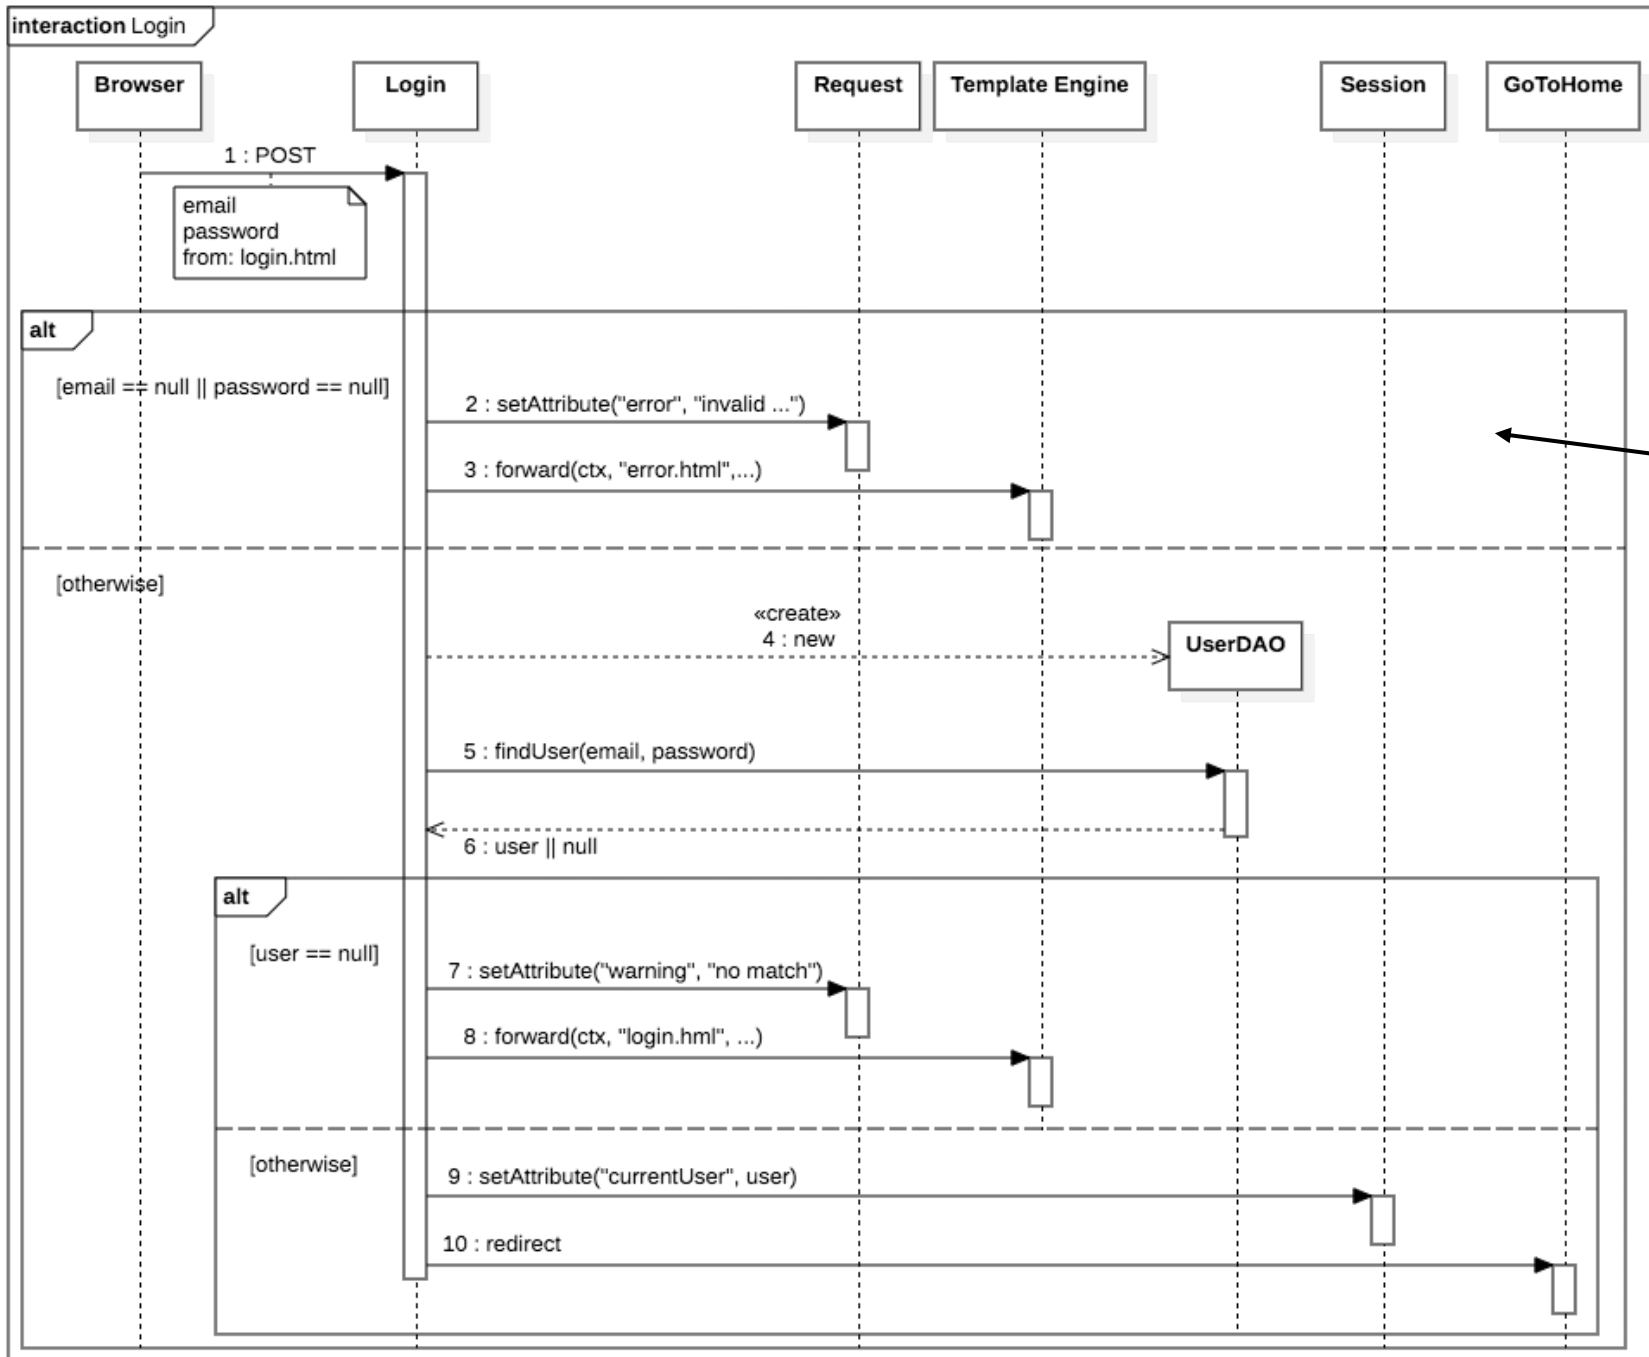 interaction Login
Browser
Login
Request
Template Engine
Session
GoToHome
1 : POST
email
password
from: login.html
alt
[email == null || password == null]
2 : setAttribute("error", "invalid ...")
3 : forward(ctx, "error.html",...)
[otherwise]
«create»
4 : new
UserDAO
5 : findUser(email, password)
6 : user || null
alt
[user == null]
7 : setAttribute("warning", "no match")
8 : forward(ctx, "login.hml", ...)
[otherwise]
9 : setAttribute("currentUser", user)
10 : redirect